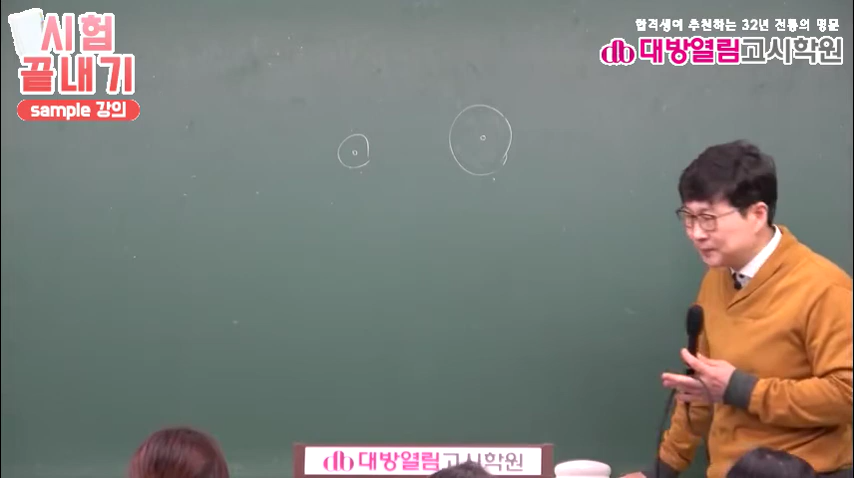 시험
끝내기
sample 강의
합격생이 추천하는 32년 전통의 명문
db 대방열림고시학원
db 대방열림고시학원